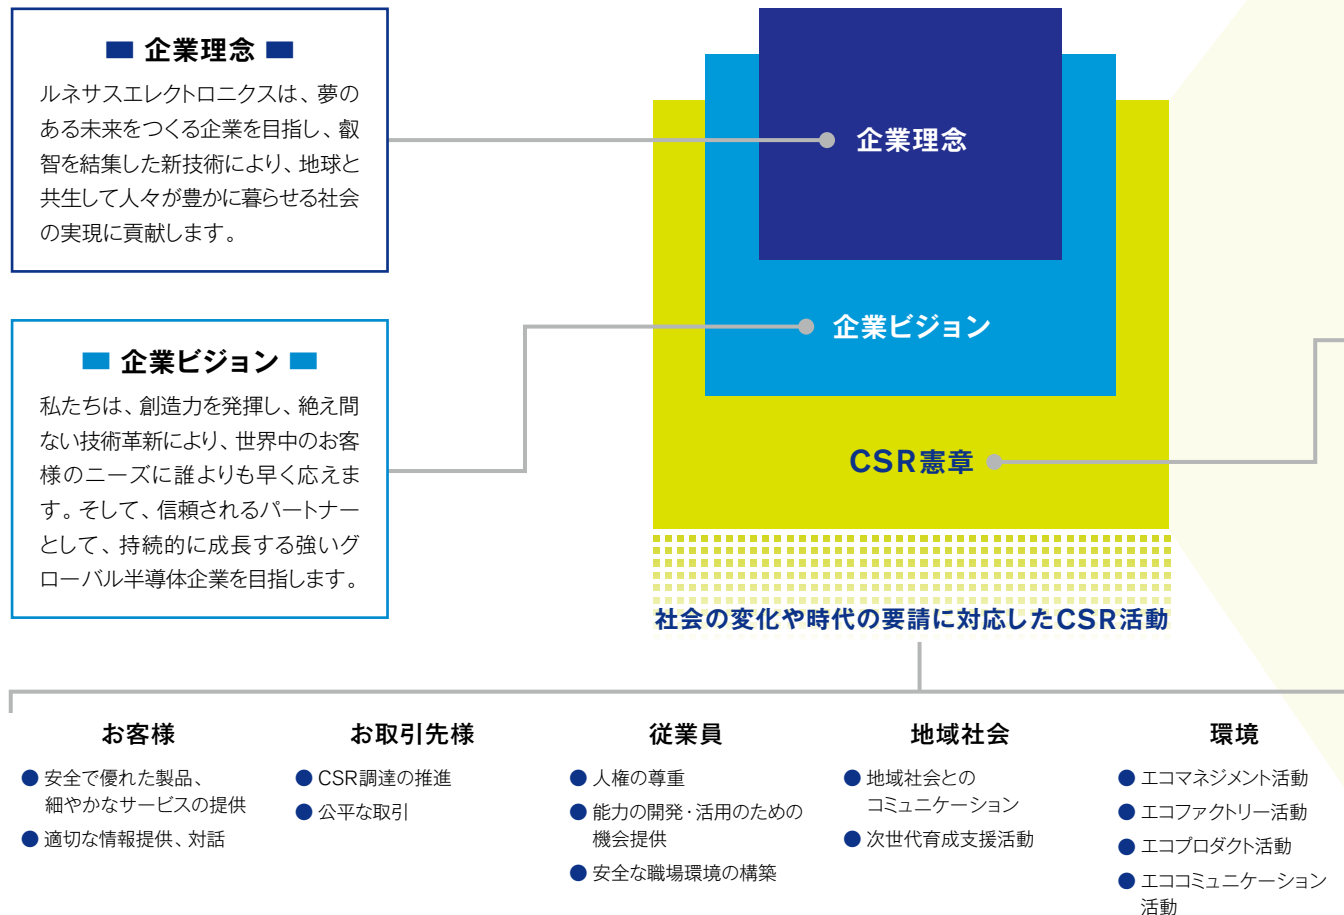 企業理念
ルネサスエレクトロニクスは、夢の
ある未来をつくる企業を目指し、叡
智を結集した新技術により、地球と
共生して人々が豊かに暮らせる社会
の実現に貢献します。
企業ビジョン
私たちは、創造力を発揮し、絶え間
ない技術革新により、世界中のお客
様のニーズに誰よりも早く応えま
す。そして、信頼されるパートナー
として、持続的に成長する強いグ
ローバル半導体企業を目指します。
企業理念
企業ビジョン
CSR憲章
社会の変化や時代の要請に対応したCSR活動
お客様
● 安全で優れた製品、
細やかなサービスの提供
● 適切な情報提供、対話
お取引先様
● CSR調達の推進
● 公平な取引
従業員
● 人権の尊重
● 能力の開発・活用のための
機会提供
● 安全な職場環境の構築
地域社会
● 地域社会との
コミュニケーション
● 次世代育成支援活動
環境
● エコマネジメント活動
● エコファクトリー活動
● エコプロダクト活動
● エココミュニケーション
活動